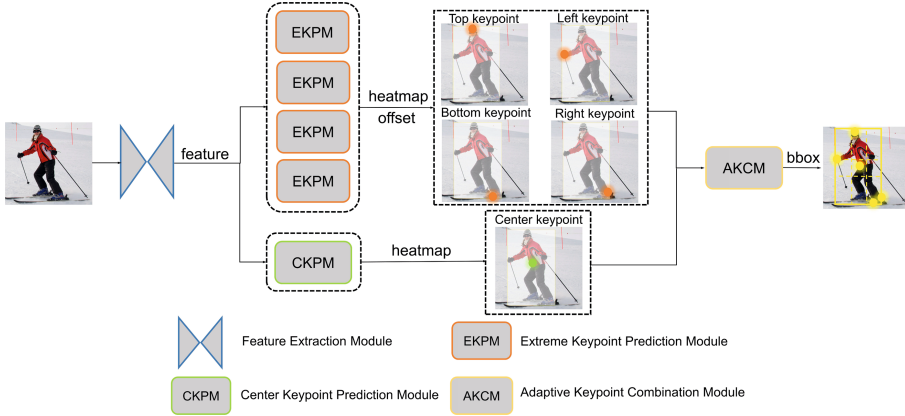 Top keypoint
Left keypoint
EKPM
EKPM
EKPM
EKPM
heatmap
offset
Bottom keypoint
Right keypoint
feature
AKCM
bbox
Center keypoint
CKPM
heatmap
Feature Extraction Module
EKPM
Extreme Keypoint Prediction Module
CKPM
Center Keypoint Prediction Module
AKCM
Adaptive Keypoint Combination Module